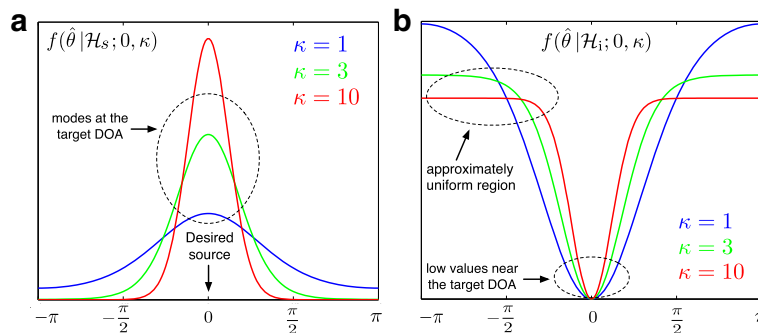 a
f(θ̂ |ℋₛ; 0, κ)
κ = 1
κ = 3
κ = 10
modes at the
target DOA
Desired
source
−π
−π/2
0
π/2
π
b
f(θ̂ |ℋᵢ; 0, κ)
approximately
uniform region
κ = 1
κ = 3
κ = 10
low values near
the target DOA
−π
−π/2
0
π/2
π